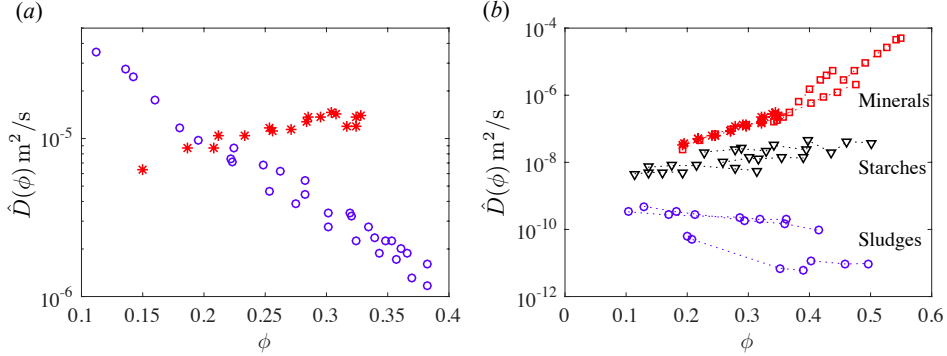 (a)
(b)
10^-5
10^-6
D̂(ϕ) m²/s
0.1 0.15 0.2 0.25 0.3 0.35 0.4
ϕ
10^-4
10^-6
10^-8
10^-10
10^-12
D̂(ϕ) m²/s
Minerals
Starches
Sludges
0 0.1 0.2 0.3 0.4 0.5 0.6
ϕ